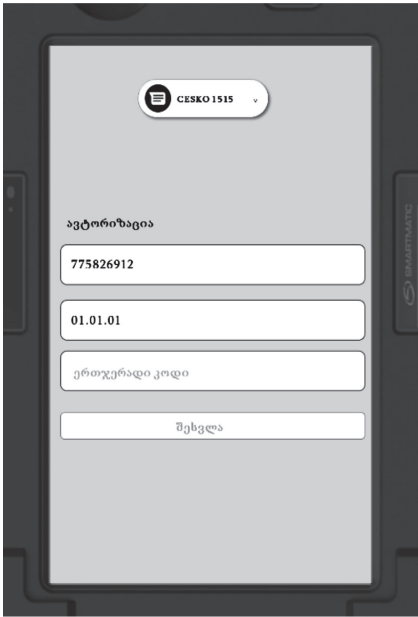 CESKO 1515
ავტორიზაცია
775826912
01.01.01
ერთჯერადი კოდი
შესვლა
SMARTMATIC